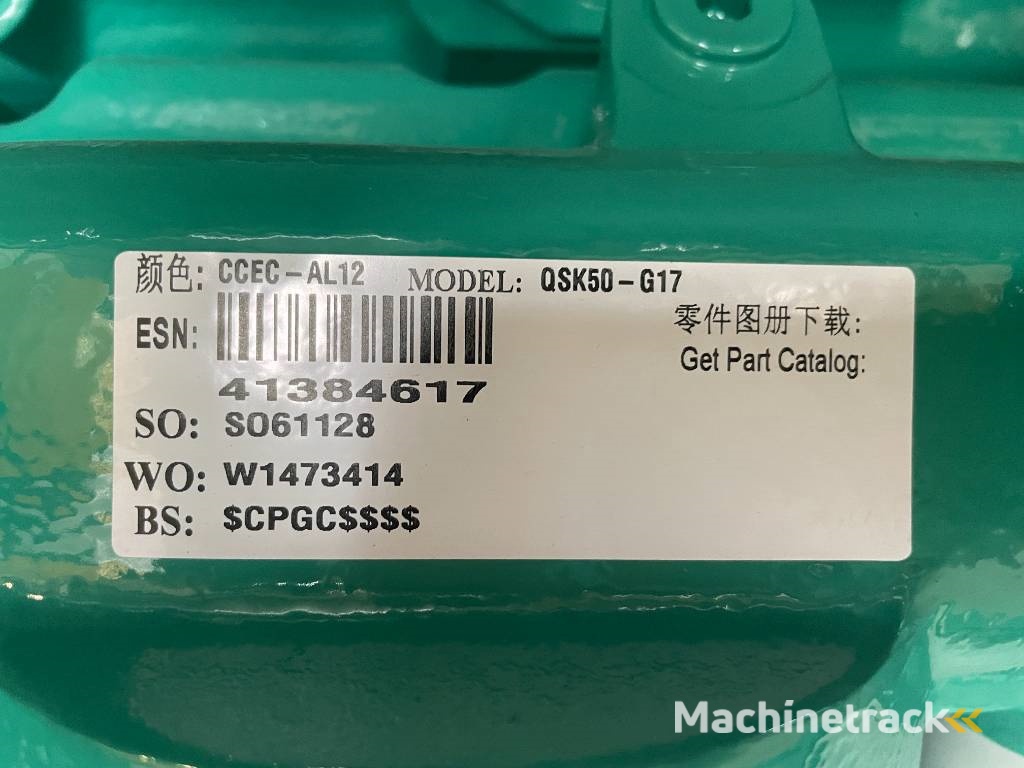 颜色: CCEC-AL12 MODEL: QSK50-G17
ESN:
41384617
SO: SO61128
WO: W1473414
BS: $CPGC$$$$
零件图册下载:
Get Part Catalog:
Machinetrack